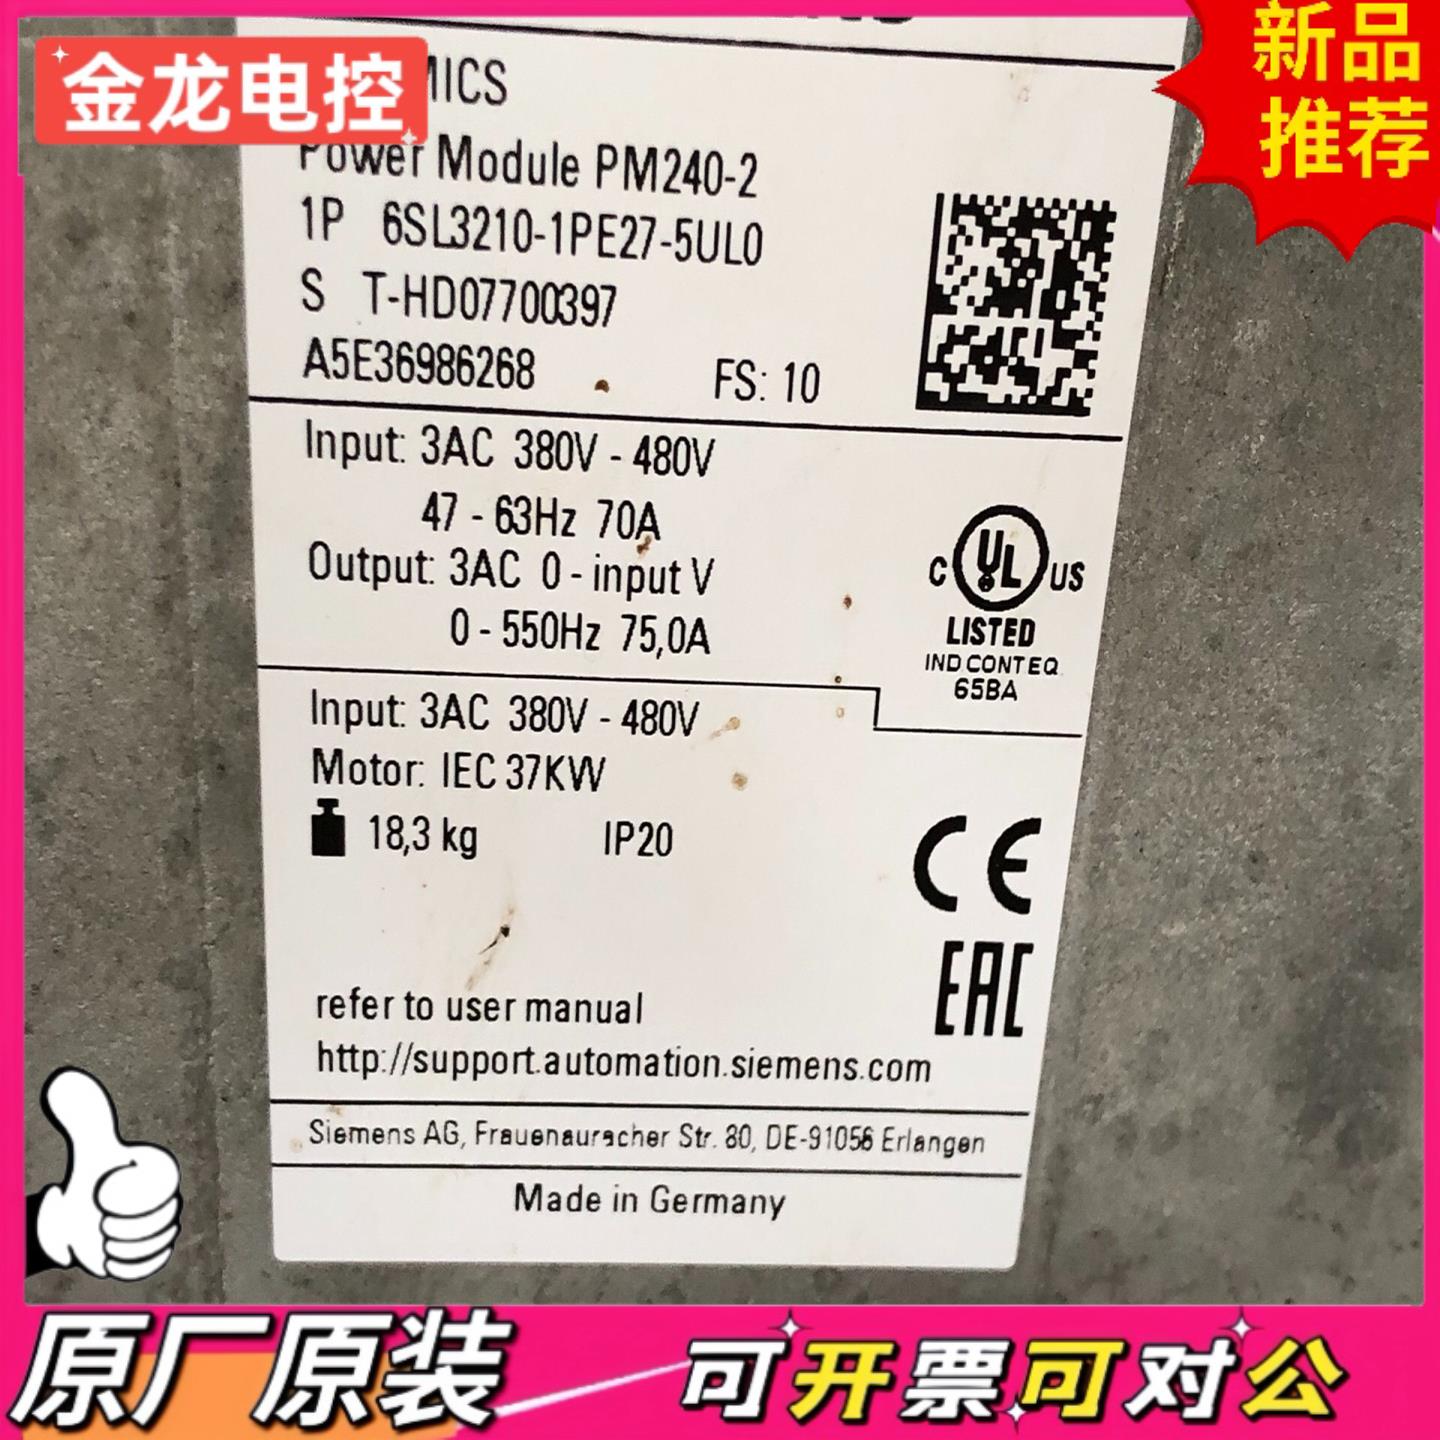 金龙电控
新品
推荐
MICS
Power Module PM240-2
1P 6SL3210-1PE27-5UL0
S T-HD07700397
A5E36986268 FS: 10
Input: 3AC 380V - 480V
47 - 63Hz 70A
Output: 3AC 0 - input V
0 - 550Hz 75,0A
C UL US
LISTED
IND CONT EQ
65BA
Input: 3AC 380V - 480V
Motor: IEC 37KW
18,3 kg IP20
CE
EAC
refer to user manual
http://support.automation.siemens.com
Siemens AG, Frauenauracher Str. 80, DE-91056 Erlangen
Made in Germany
原厂原装
可开票可对公